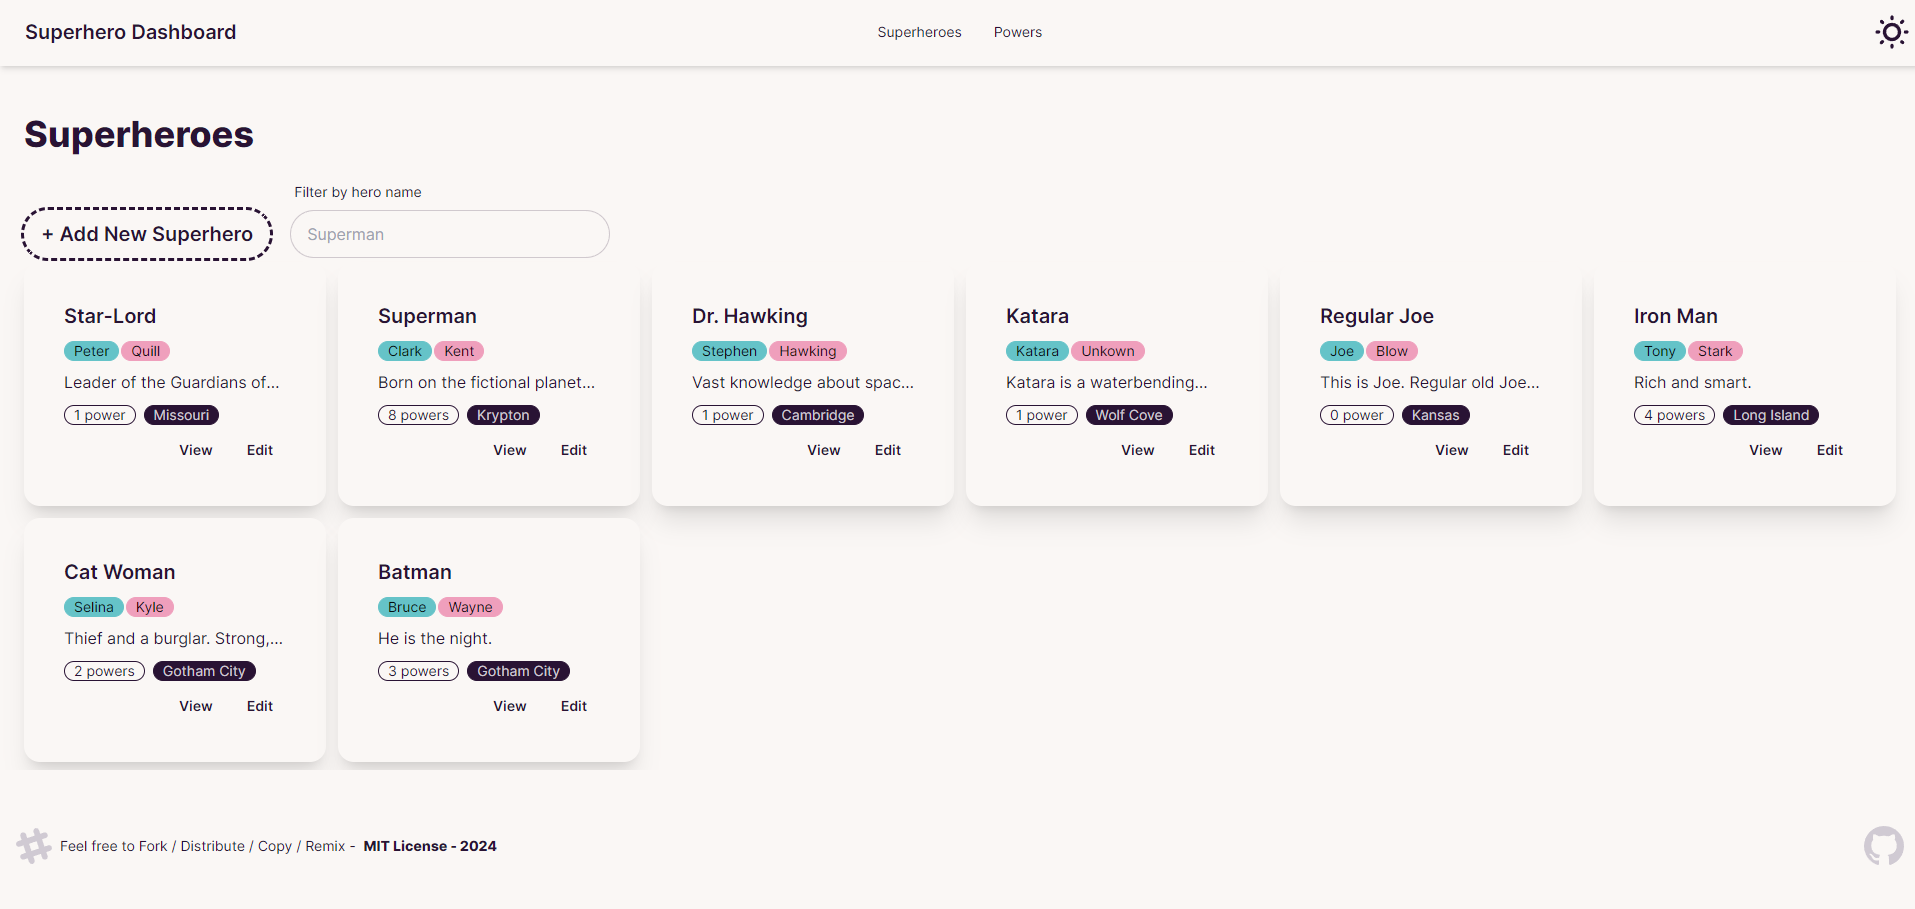 Superhero Dashboard
Superheroes
Powers
Superheroes
Filter by hero name
+ Add New Superhero
Superman
Star-Lord
Peter Quill
Leader of the Guardians of...
1 power Missouri
View Edit
Superman
Clark Kent
Born on the fictional planet...
8 powers Krypton
View Edit
Dr. Hawking
Stephen Hawking
Vast knowledge about spac...
1 power Cambridge
View Edit
Katara
Katara Unkown
Katara is a waterbending...
1 power Wolf Cove
View Edit
Regular Joe
Joe Blow
This is Joe. Regular old Joe...
0 power Kansas
View Edit
Iron Man
Tony Stark
Rich and smart.
4 powers Long Island
View Edit
Cat Woman
Selina Kyle
Thief and a burglar. Strong,...
2 powers Gotham City
View Edit
Batman
Bruce Wayne
He is the night.
3 powers Gotham City
View Edit
Feel free to Fork / Distribute / Copy / Remix - MIT License - 2024